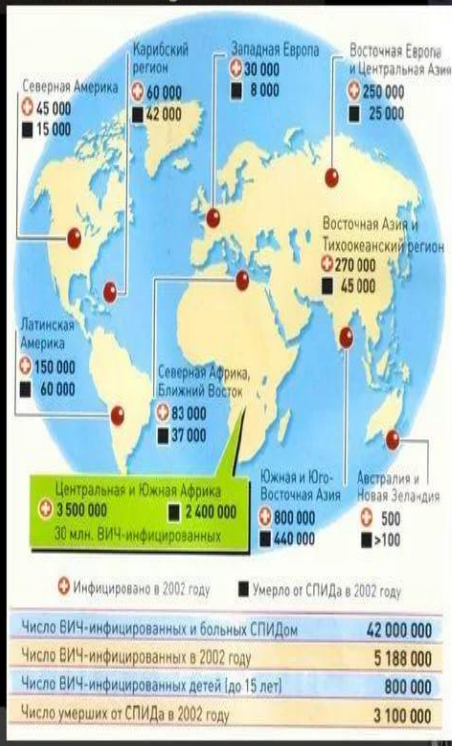 Северная Америка
45 000
15 000
Карибский
регион
60 000
42 000
Западная Европа
30 000
8 000
Восточная Европа
и Центральная Азия
250 000
25 000
Восточная Азия и
Тихоокеанский регион
270 000
45 000
Латинская
Америка
150 000
60 000
Северная Африка,
Ближний Восток
83 000
37 000
Центральная и Южная Африка
3 500 000 2 400 000
30 млн. ВИЧ-инфицированных
Южная и Юго-
Восточная Азия
800 000
440 000
Австралия и
Новая Зеландия
500
>100
Инфицировано в 2002 году Умерло от СПИДа в 2002 году
Число ВИЧ-инфицированных и больных СПИДом 42 000 000
Число ВИЧ-инфицированных в 2002 году 5 188 000
Число ВИЧ-инфицированных детей (до 15 лет) 800 000
Число умерших от СПИДа в 2002 году 3 100 000